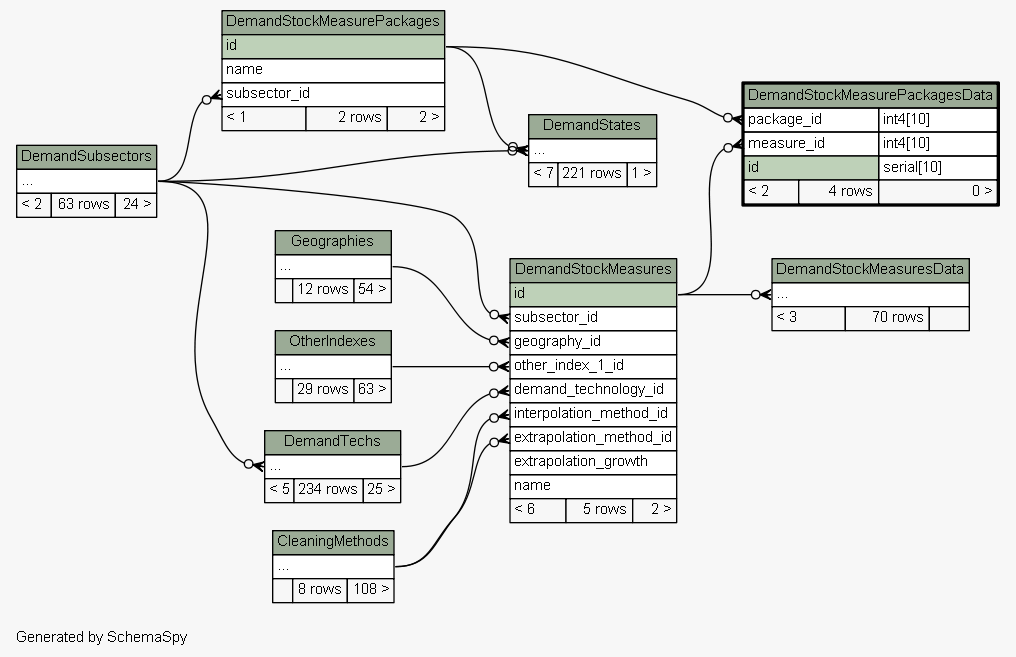 DemandStockMeasurePackages
id
name
subsector_id
< 1 2 rows 2 >
DemandStockMeasurePackagesData
package_id int4[10]
measure_id int4[10]
id serial[10]
< 2 4 rows 0 >
DemandStates
...
< 7 221 rows 1 >
DemandSubsectors
...
< 2 63 rows 24 >
Geographies
...
12 rows 54 >
DemandStockMeasures
id
subsector_id
geography_id
other_index_1_id
demand_technology_id
interpolation_method_id
extrapolation_method_id
extrapolation_growth
name
< 6 5 rows 2 >
DemandStockMeasuresData
...
< 3 70 rows
OtherIndexes
...
29 rows 63 >
DemandTechs
...
< 5 234 rows 25 >
CleaningMethods
...
8 rows 108 >
Generated by SchemaSpy